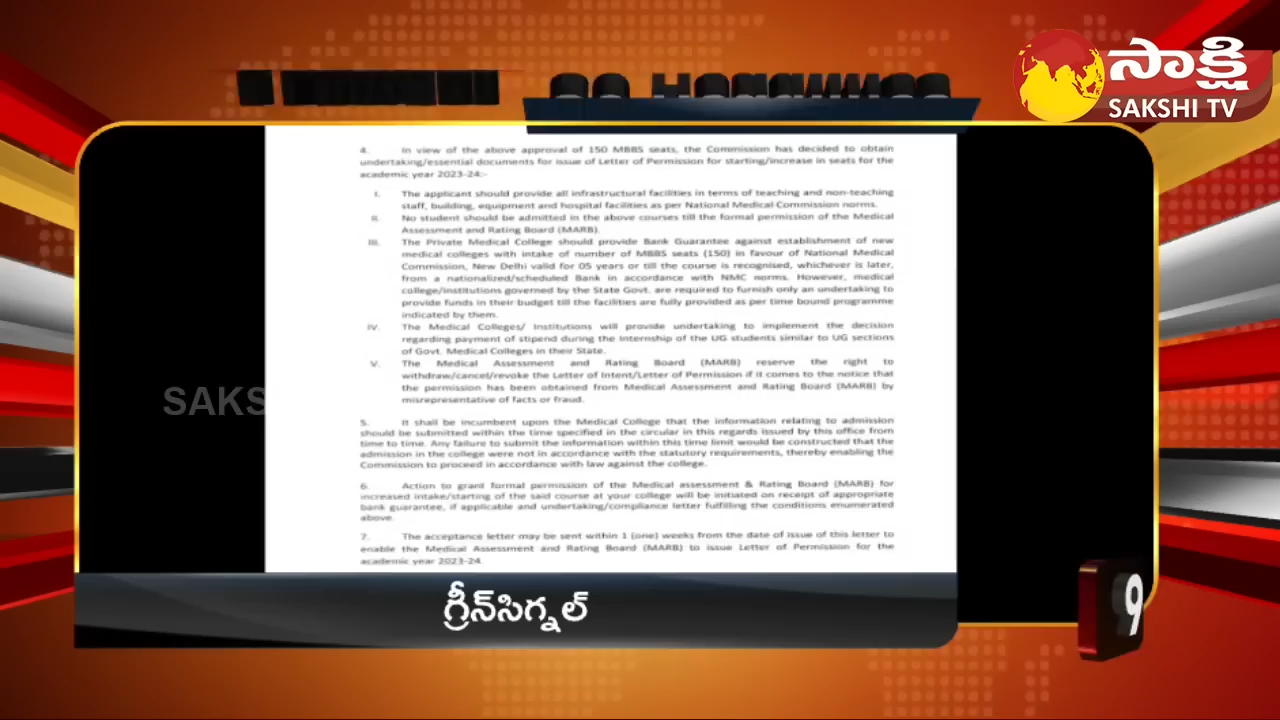 సాక్షి
SAKSHI TV
4. In view of the above approval of 150 MBBS seats, the Commission has decided to obtain
undertaking/essential documents for issue of Letter of Permission for starting/increase in seats for the
academic year 2023-24:-
I. The applicant should provide all infrastructural facilities in terms of teaching and non-teaching
staff, building, equipment and hospital facilities as per National Medical Commission norms.
II. No student should be admitted in the above courses till the formal permission of the Medical
Assessment and Rating Board (MARB).
III. The Private Medical College should provide Bank Guarantee against establishment of new
medical colleges with intake of number of MBBS seats (150) in favour of National Medical
Commission, New Delhi valid for 05 years or till the course is recognised, whichever is later,
from a nationalized/scheduled Bank in accordance with NMC norms. However, medical
college/institutions governed by the State Govt. are required to furnish only an undertaking to
provide funds in their budget till the facilities are fully provided as per time bound programme
indicated by them.
IV. The Medical Colleges/ Institutions will provide undertaking to implement the decision
regarding payment of stipend during the Internship of the UG students similar to UG sections
of Govt. Medical Colleges in their State.
V. The Medical Assessment and Rating Board (MARB) reserve the right to
withdraw/cancel/revoke the Letter of Intent/Letter of Permission if it comes to the notice that
the permission has been obtained from Medical Assessment and Rating Board (MARB) by
misrepresentative of facts or fraud.
5. It shall be incumbent upon the Medical College that the information relating to admission
should be submitted within the time specified in the circular in this regards issued by this office from
time to time. Any failure to submit the information within this time limit would be constructed that the
admission in the college were not in accordance with the statutory requirements, thereby enabling the
Commission to proceed in accordance with law against the college.
6. Action to grant formal permission of the Medical assessment & Rating Board (MARB) for
increased intake/starting of the said course at your college will be initiated on receipt of appropriate
bank guarantee, if applicable and undertaking/compliance letter fulfilling the conditions enumerated
above.
7. The acceptance letter may be sent within 1 (one) weeks from the date of issue of this letter to
enable the Medical Assessment and Rating Board (MARB) to issue Letter of Permission for the
academic year 2023-24.
SAKS
గ్రీన్‌సిగ్నల్
9